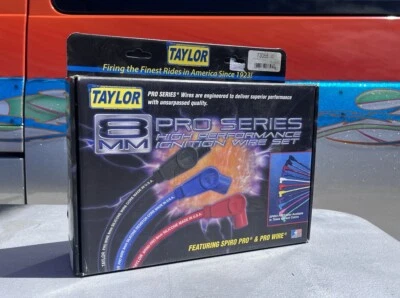 TAYLOR
Firing the Finest Rides in America Since 1923!
TAYLOR
PRO SERIES* Wires are engineered to deliver superior performance
with unsurpassed quality.
8MM
PRO SERIES
HIGH PERFORMANCE
IGNITION WIRE SET
FEATURING SPIRO PRO* & PRO WIRE*